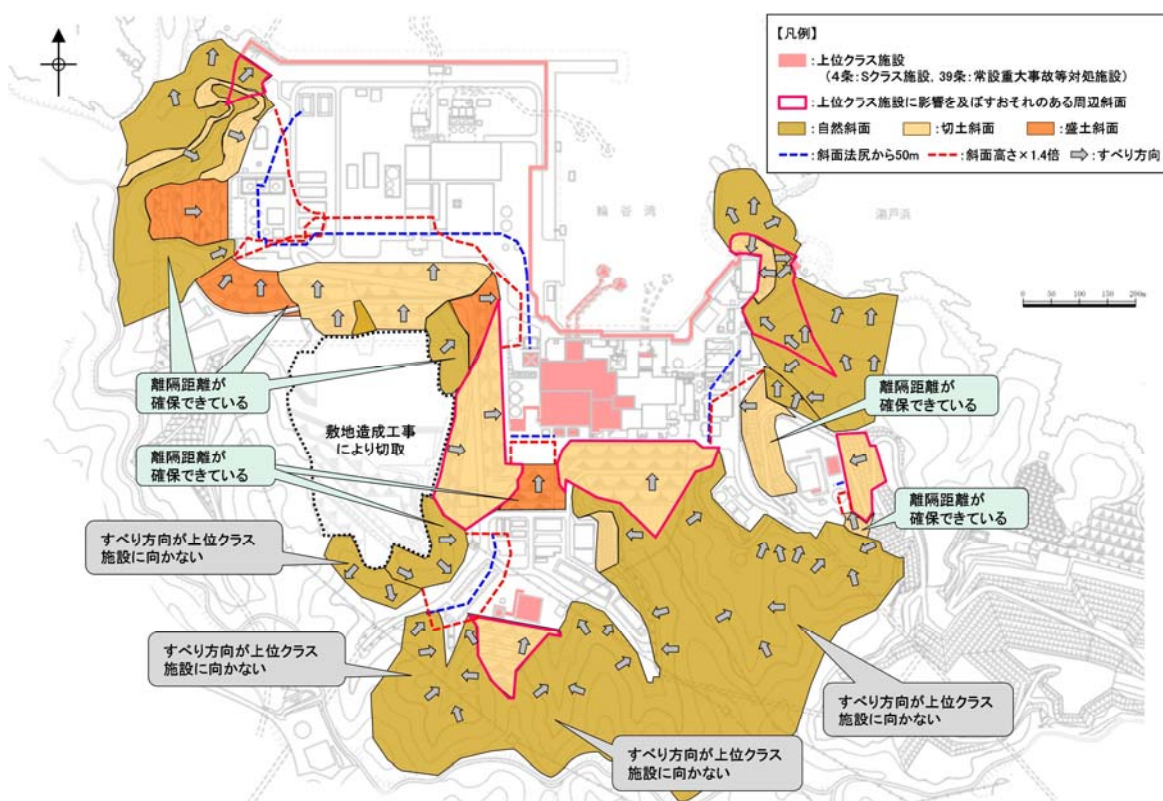 【凡例】
：上位クラス施設
（４条：Ｓクラス施設，39条：常設重大事故等対処施設）
：上位クラス施設に影響を及ぼすおそれのある周辺斜面
：自然斜面
：切土斜面
：盛土斜面
：斜面法尻から50m
：斜面高さ×1.4倍
：すべり方向
輪谷湾
湯戸浜
0 50 100 150 200m
離隔距離が
確保できている
敷地造成工事
により切取
離隔距離が
確保できている
離隔距離が
確保できている
離隔距離が
確保できている
すべり方向が上位クラス
施設に向かない
すべり方向が上位クラス
施設に向かない
すべり方向が上位クラス
施設に向かない
すべり方向が上位クラス
施設に向かない